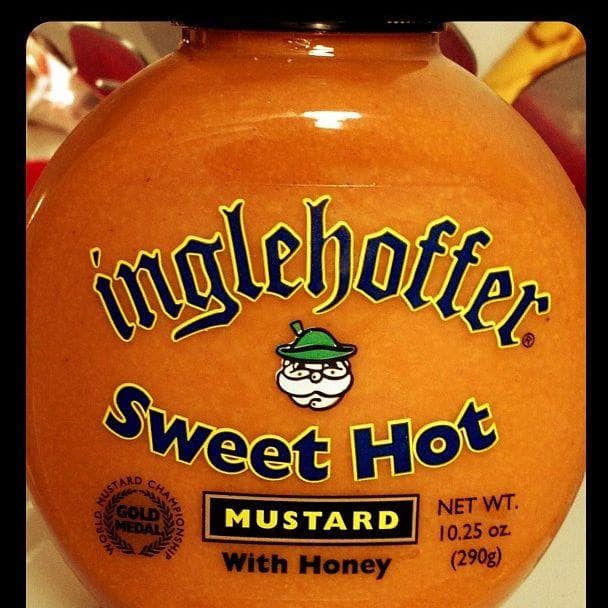 inglehoffer®
Sweet Hot
WORLD MUSTARD CHAMPIONSHIP
GOLD
MEDAL
MUSTARD
With Honey
NET WT.
10.25 oz.
(290g)